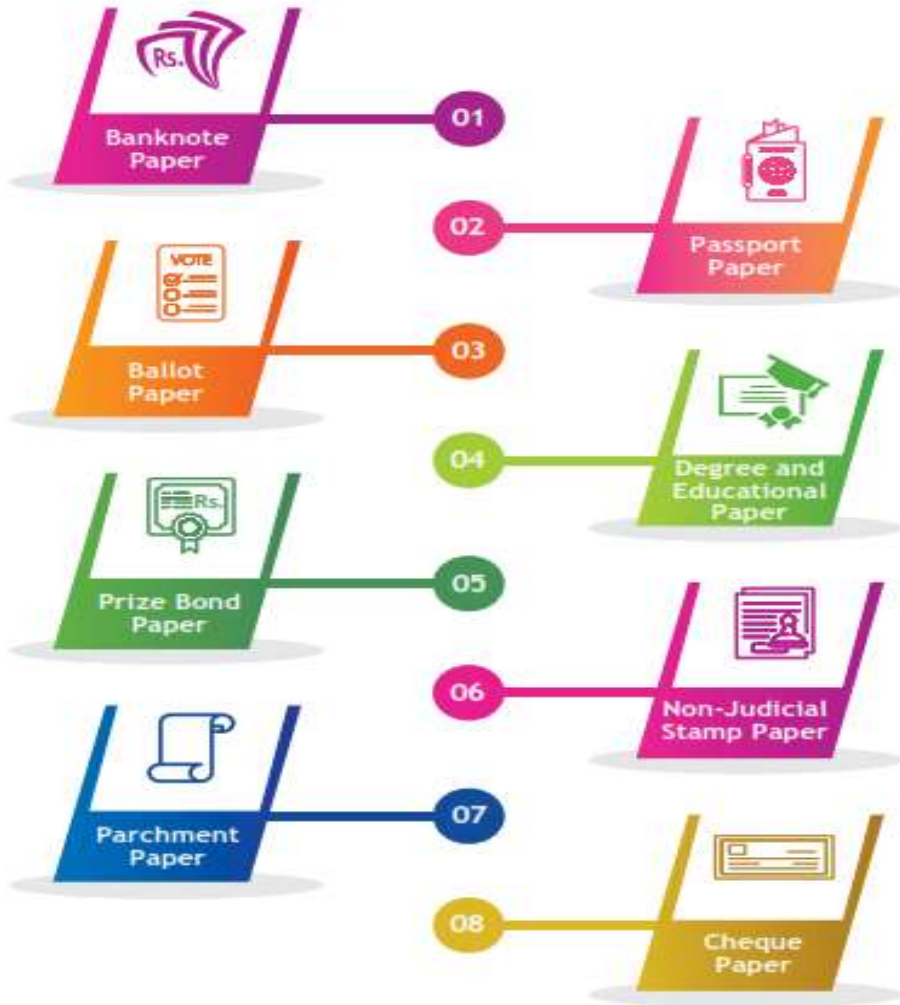 Rs.
Banknote
Paper
01
02
Passport
Paper
VOTE
Ballot
Paper
03
04
Degree and
Educational
Paper
Rs.
Prize Bond
Paper
05
06
Non-Judicial
Stamp Paper
Parchment
Paper
07
08
Cheque
Paper